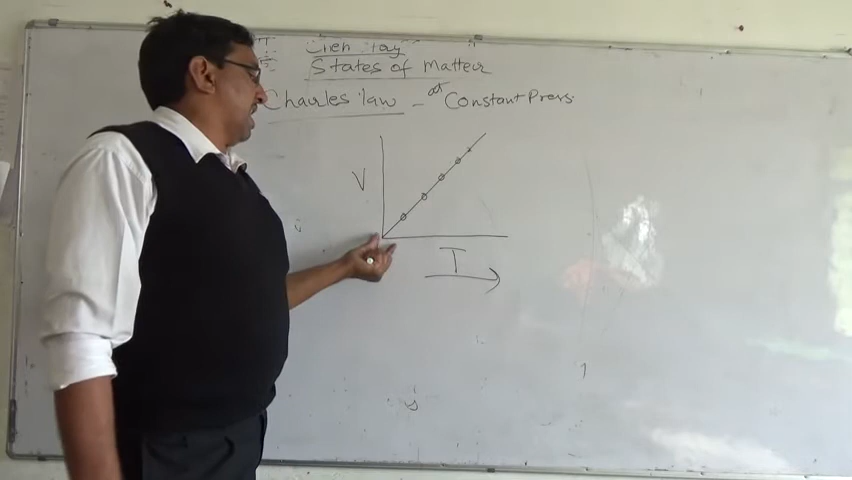 States of Matter
Charles law - at Constant Press.
V
T